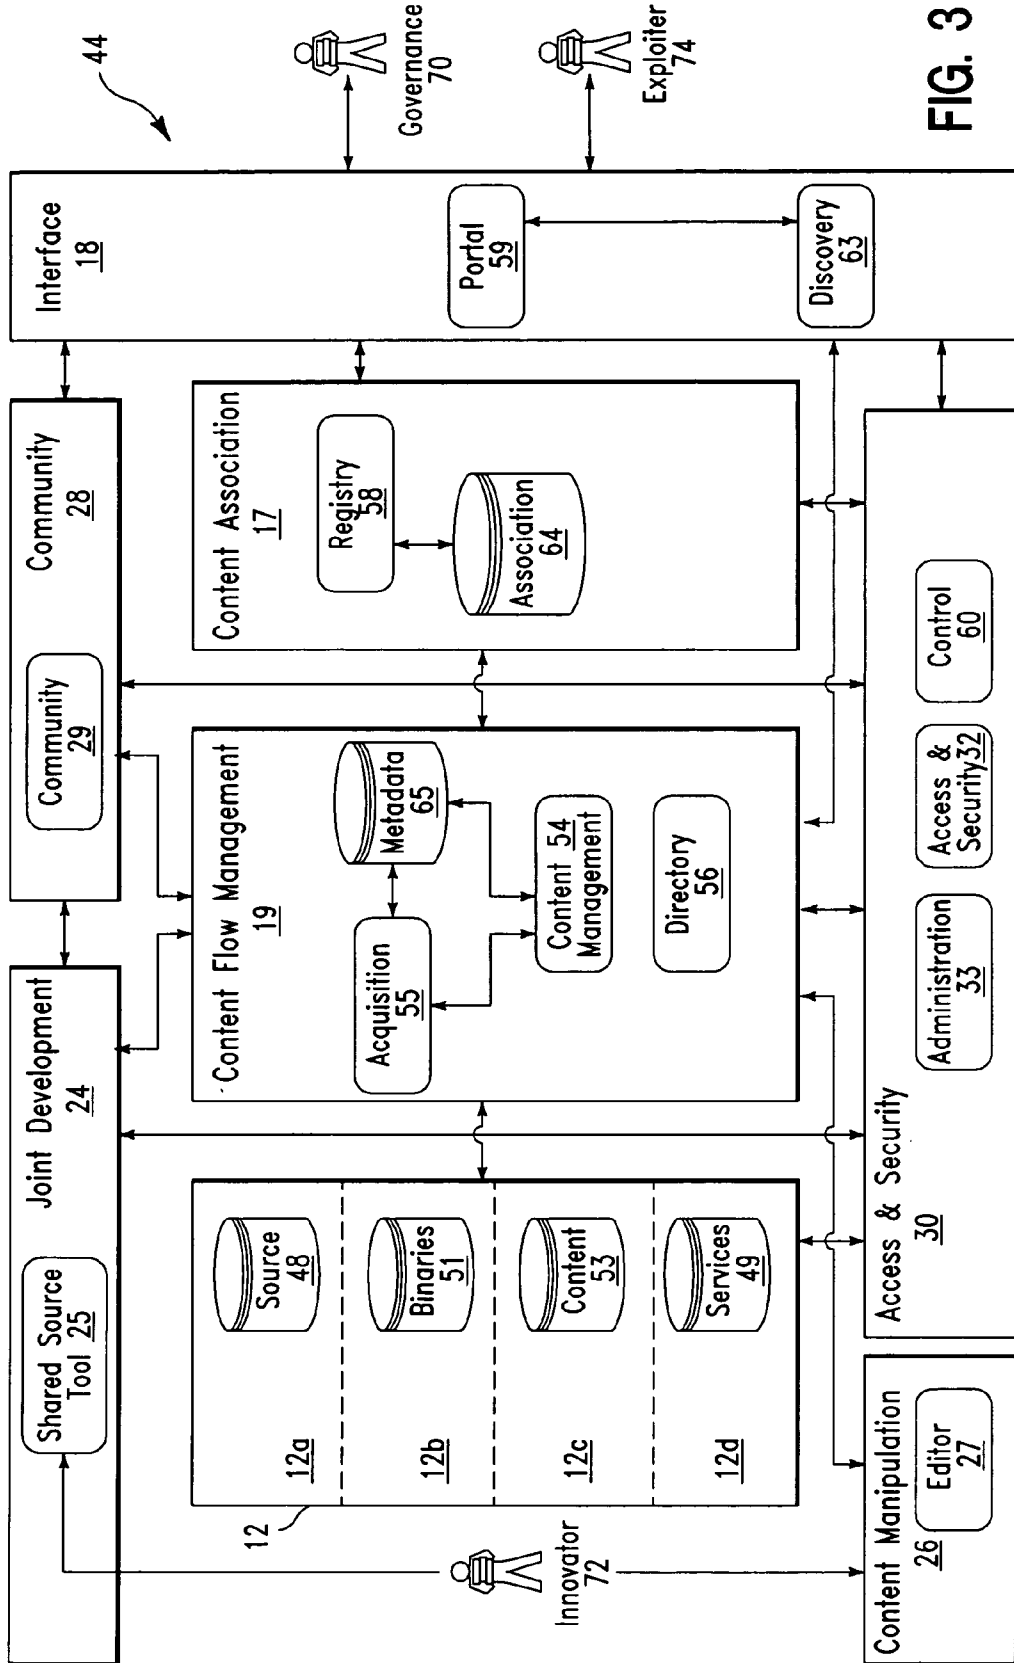 Joint Development
24
Shared Source
Tool 25
Community
28
Community
29
Interface
18
44
Governance
70
Exploiter
74
Portal
59
Discovery
63
12
12a
Source
48
12b
Binaries
51
12c
Content
53
12d
Services
49
Innovator
72
Content Flow Management
19
Acquisition
55
Metadata
65
Content 54
Management
Directory
56
Content Association
17
Registry
58
Association
64
Content Manipulation
26
Editor
27
Access & Security
30
Administration
33
Access &
Security 32
Control
60
FIG. 3